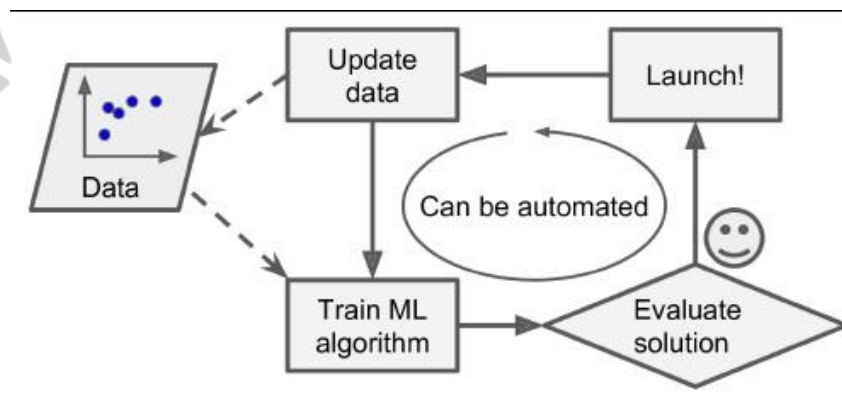 Update
data
Launch!
Data
Can be automated
Train ML
algorithm
Evaluate
solution